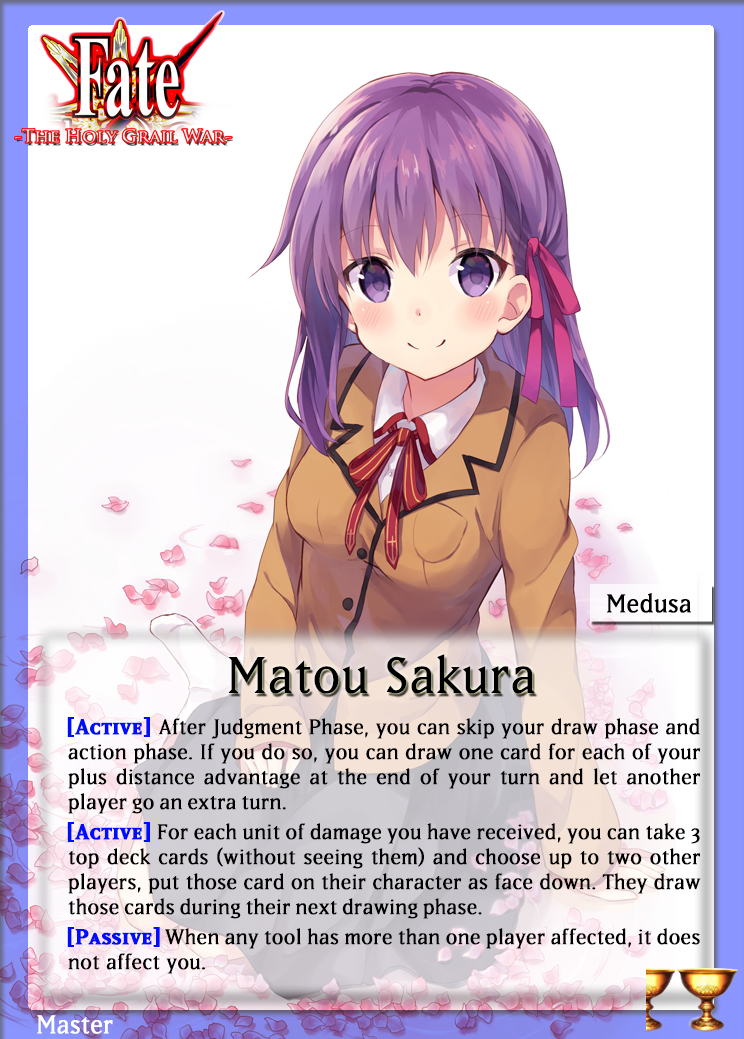 Fate
-THE HOLY GRAIL WAR-
Medusa
Matou Sakura
[ACTIVE] After Judgment Phase, you can skip your draw phase and
action phase. If you do so, you can draw one card for each of your
plus distance advantage at the end of your turn and let another
player go an extra turn.
[ACTIVE] For each unit of damage you have received, you can take 3
top deck cards (without seeing them) and choose up to two other
players, put those card on their character as face down. They draw
those cards during their next drawing phase.
[PASSIVE] When any tool has more than one player affected, it does
not affect you.
Master